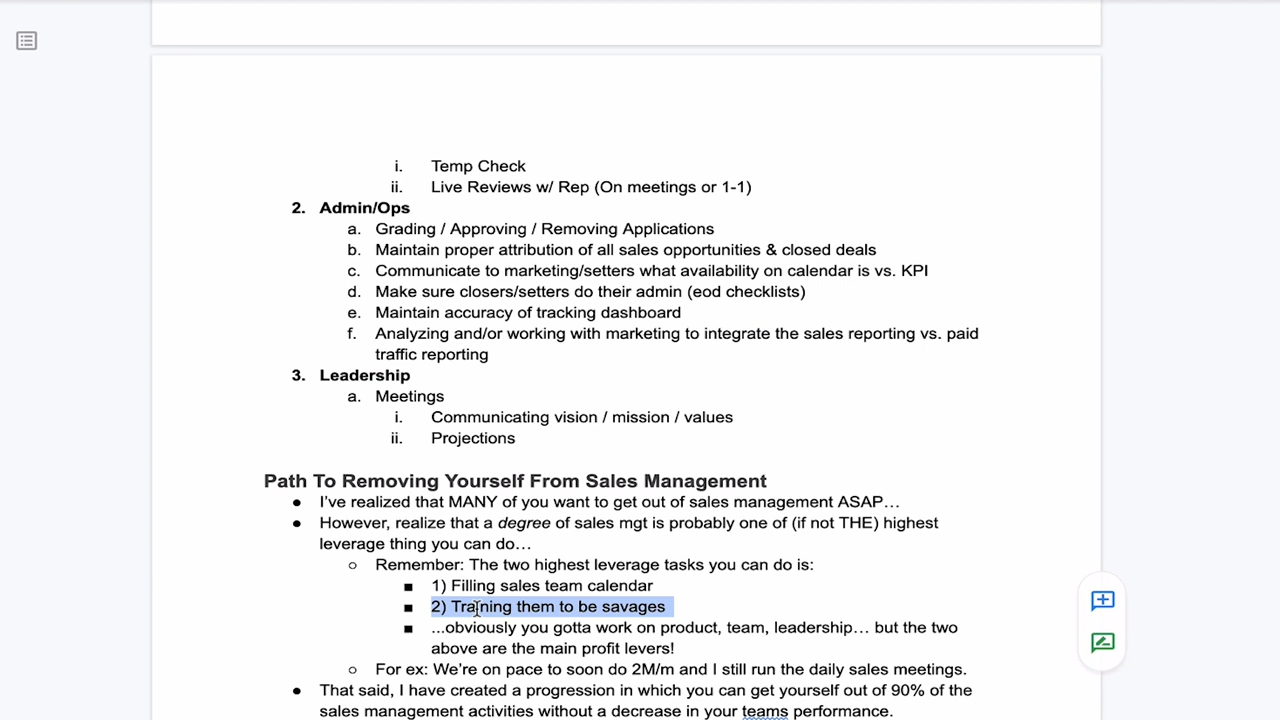 i. Temp Check
ii. Live Reviews w/ Rep (On meetings or 1-1)
2. Admin/Ops
a. Grading / Approving / Removing Applications
b. Maintain proper attribution of all sales opportunities & closed deals
c. Communicate to marketing/setters what availability on calendar is vs. KPI
d. Make sure closers/setters do their admin (eod checklists)
e. Maintain accuracy of tracking dashboard
f. Analyzing and/or working with marketing to integrate the sales reporting vs. paid
traffic reporting
3. Leadership
a. Meetings
i. Communicating vision / mission / values
ii. Projections
Path To Removing Yourself From Sales Management
● I've realized that MANY of you want to get out of sales management ASAP…
● However, realize that a degree of sales mgt is probably one of (if not THE) highest
leverage thing you can do…
○ Remember: The two highest leverage tasks you can do is:
■ 1) Filling sales team calendar
■ 2) Training them to be savages
■ ...obviously you gotta work on product, team, leadership… but the two
above are the main profit levers!
○ For ex: We're on pace to soon do 2M/m and I still run the daily sales meetings.
● That said, I have created a progression in which you can get yourself out of 90% of the
sales management activities without a decrease in your teams performance.